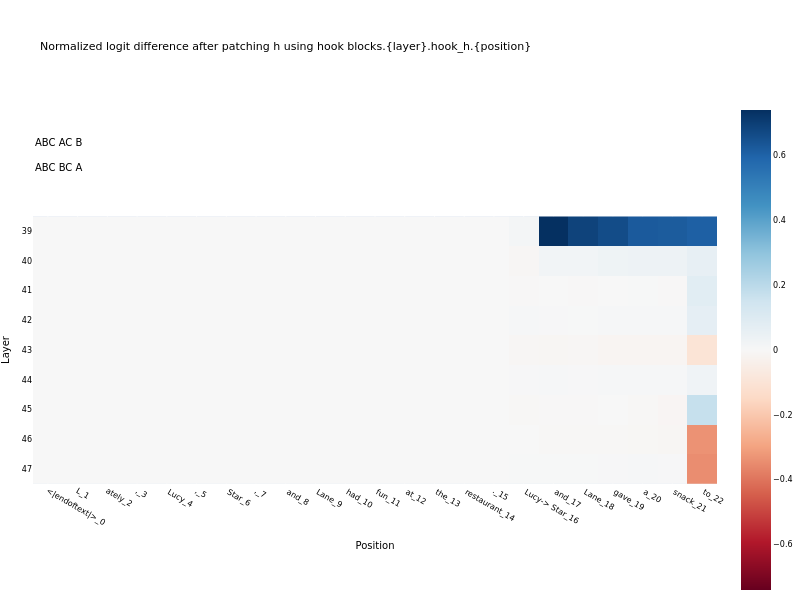 Normalized logit difference after patching h using hook blocks.{layer}.hook_h.{position}
ABC AC B
ABC BC A
39
40
41
42
43
44
45
46
47
Layer
<|endoftext|>_0
L_1
ately_2
,_3
Lucy_4
,_5
Star_6
,_7
and_8
Lane_9
had_10
fun_11
at_12
the_13
restaurant_14
._15
Lucy-> Star_16
and_17
Lane_18
gave_19
a_20
snack_21
to_22
Position
0.6
0.4
0.2
0
−0.2
−0.4
−0.6